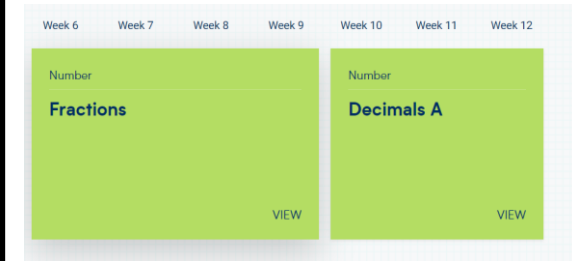 Week 6 Week 7 Week 8 Week 9 Week 10 Week 11 Week 12
Number
Fractions
VIEW
Number
Decimals A
VIEW